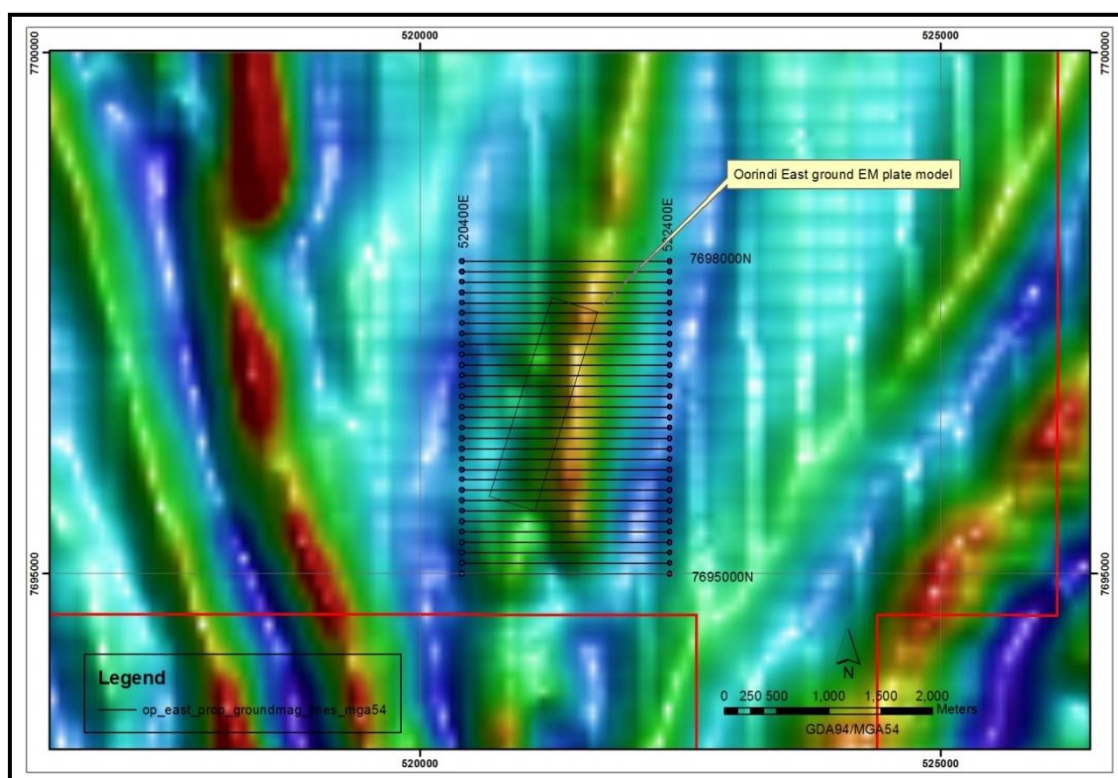 520000
525000
7700000
7700000
Oorindi East ground EM plate model
520400E
522400E
7698000N
7695000
7695000N
7695000
Legend
op_east_prop_groundmag_lines_mga54
N
0 250 500 1,000 1,500 2,000
Meters
GDA94/MGA54
520000
525000